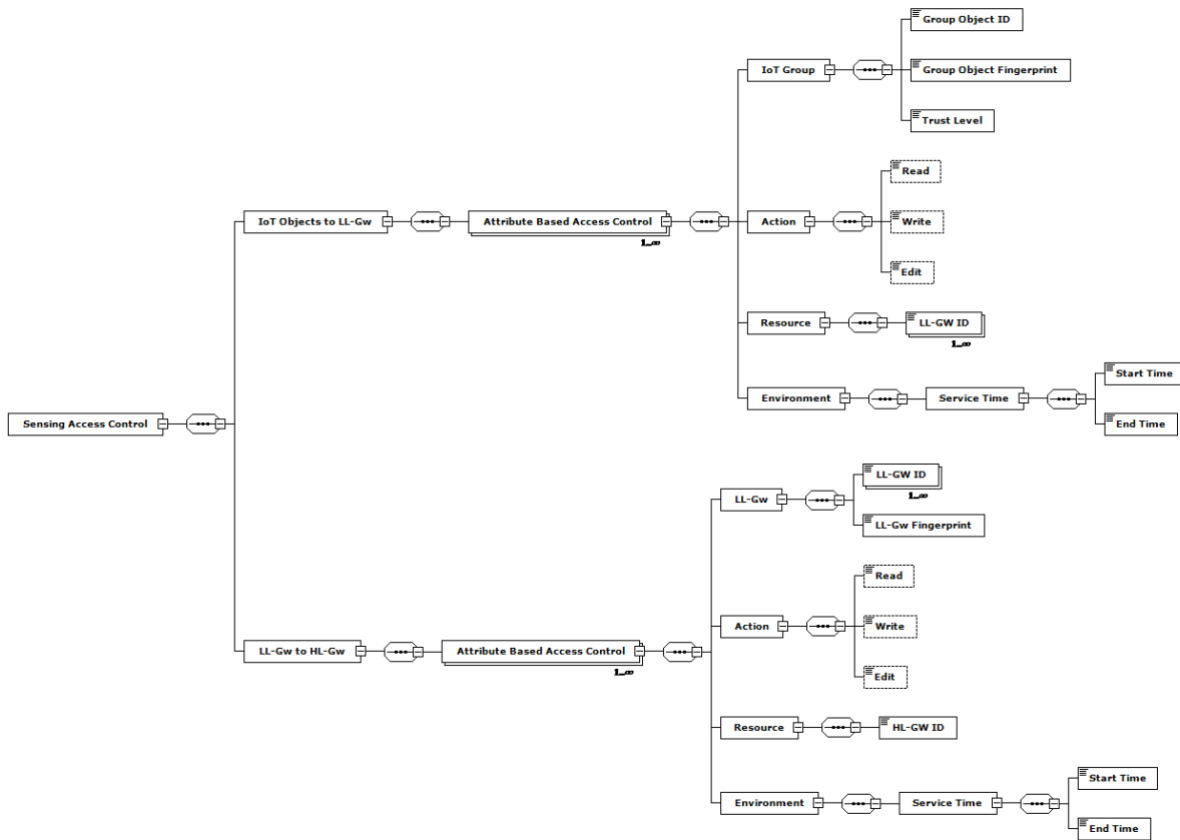 Group Object ID
IoT Group
Group Object Fingerprint
Trust Level
Read
IoT Objects to LL-Gw
Attribute Based Access Control
1..∞
Action
Write
Edit
Resource
LL-GW ID
1..∞
Environment
Service Time
Start Time
End Time
Sensing Access Control
LL-Gw
LL-GW ID
1..∞
LL-Gw Fingerprint
Read
Action
Write
LL-Gw to HL-Gw
Attribute Based Access Control
1..∞
Edit
Resource
HL-GW ID
Environment
Service Time
Start Time
End Time